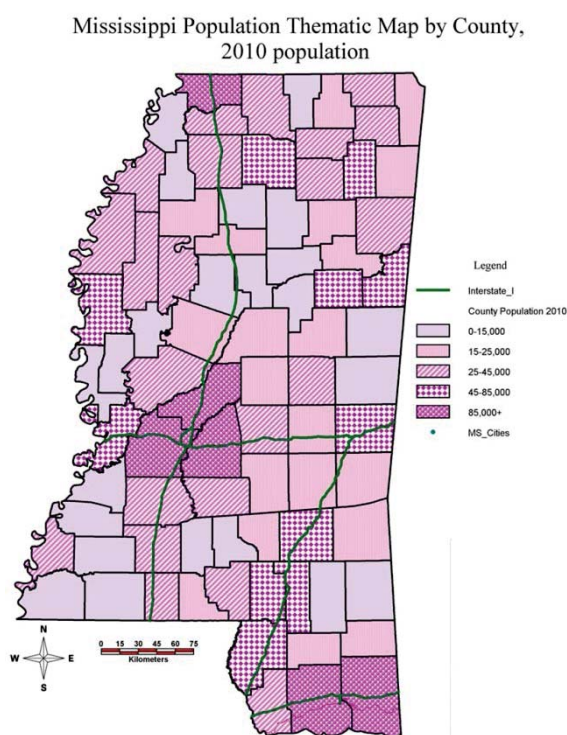 Mississippi Population Thematic Map by County,
2010 population
Legend
Interstate_I
County Population 2010
0-15,000
15-25,000
25-45,000
45-85,000
85,000+
MS_Cities
N
W E
S
0 15 30 45 60 75
Kilometers